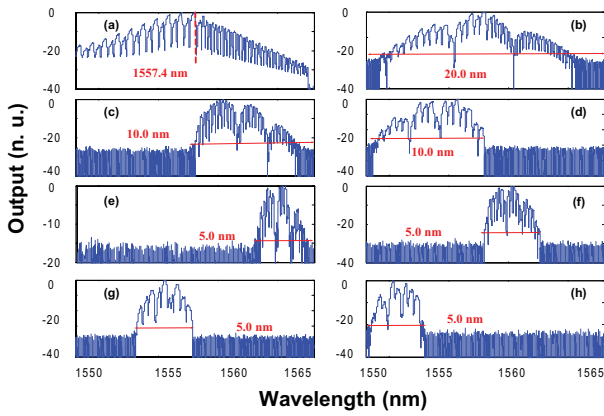 0 (a) 0 (b)
-20 -20
1557.4 nm 20.0 nm
-40 -40
0 (c) 0 (d)
10.0 nm
-20 -20
10.0 nm
-40 -40
0 (e) 0 (f)
-10 5.0 nm -20 5.0 nm
-20 -40
0 (g) 0 (h)
5.0 nm
-20 5.0 nm -20
-40 -40
1550 1555 1560 1565 1550 1555 1560 1565
Output (n. u.)
Wavelength (nm)